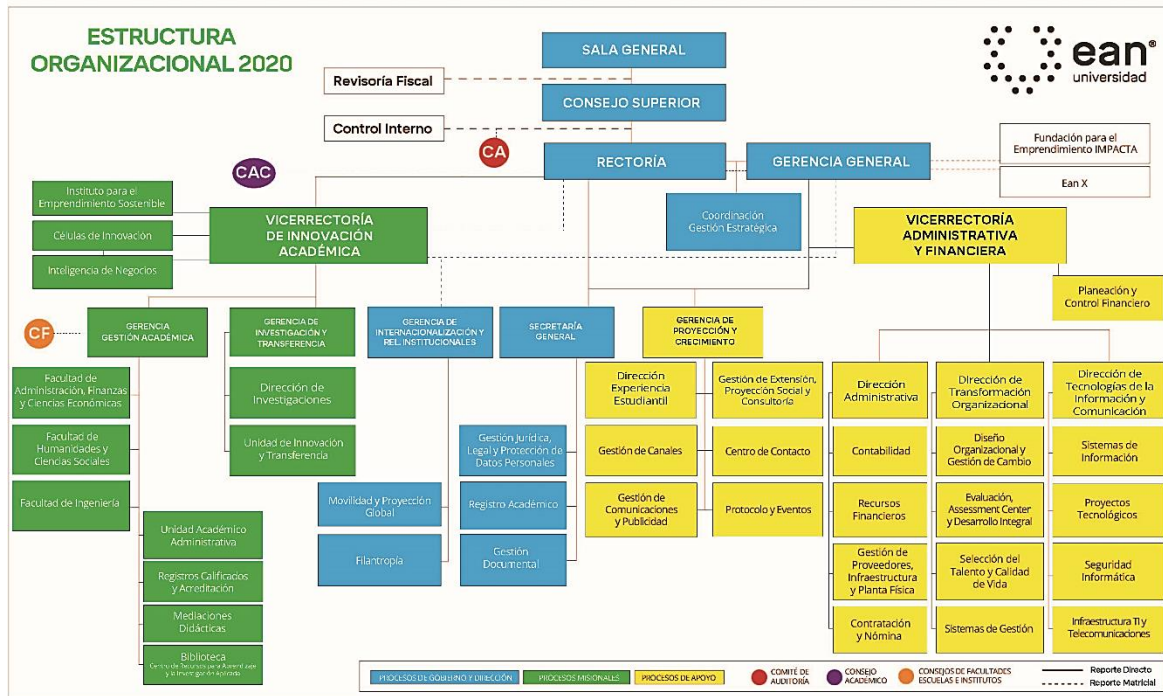 ESTRUCTURA
ORGANIZACIONAL 2020
SALA GENERAL
ean®
universidad
Revisoría Fiscal
CONSEJO SUPERIOR
Control Interno
CA
RECTORÍA
GERENCIA GENERAL
Fundación para el
Emprendimiento IMPACTA
Ean X
CAC
Instituto para el
Emprendimiento Sostenible
Células de Innovación
Inteligencia de Negocios
VICERRECTORÍA
DE INNOVACIÓN
ACADÉMICA
Coordinación
Gestión Estratégica
VICERRECTORÍA
ADMINISTRATIVA
Y FINANCIERA
Planeación y
Control Financiero
CF
GERENCIA
GESTIÓN ACADÉMICA
GERENCIA DE
INVESTIGACIÓN Y
TRANSFERENCIA
GERENCIA DE
INTERNACIONALIZACIÓN Y
REL. INSTITUCIONALES
SECRETARÍA
GENERAL
GERENCIA DE
PROYECCIÓN Y
CRECIMIENTO
Facultad de
Administración, Finanzas
y Ciencias Económicas
Facultad de
Humanidades y
Ciencias Sociales
Facultad de Ingeniería
Unidad Académico
Administrativa
Registros Calificados
y Acreditación
Mediaciones
Didácticas
Biblioteca
Centro de Recursos para Aprendizaje
y la Investigación Aplicada
Dirección de
Investigaciones
Unidad de Innovación
y Transferencia
Movilidad y Proyección
Global
Filantropía
Gestión Jurídica,
Legal y Protección de
Datos Personales
Registro Académico
Gestión
Documental
Dirección Experiencia
Estudiantil
Gestión de Canales
Gestión de
Comunicaciones
y Publicidad
Gestión de Extensión,
Proyección Social y
Consultoría
Centro de Contacto
Protocolo y Eventos
Dirección
Administrativa
Contabilidad
Recursos
Financieros
Gestión de
Proveedores,
Infraestructura
y Planta Física
Contratación
y Nómina
Dirección de
Transformación
Organizacional
Diseño
Organizacional y
Gestión de Cambio
Evaluación,
Assessment Center
y Desarrollo Integral
Selección del
Talento y Calidad
de Vida
Sistemas de Gestión
Dirección de
Tecnologías de la
Información y
Comunicación
Sistemas de
Información
Proyectos
Tecnológicos
Seguridad
Informática
Infraestructura TI y
Telecomunicaciones
PROCESOS DE GOBIERNO Y DIRECCIÓN
PROCESOS MISIONALES
PROCESOS DE APOYO
COMITÉ DE
AUDITORÍA
CONSEJO
ACADÉMICO
CONSEJOS DE FACULTADES
ESCUELAS E INSTITUTOS
Reporte Directo
Reporte Matricial